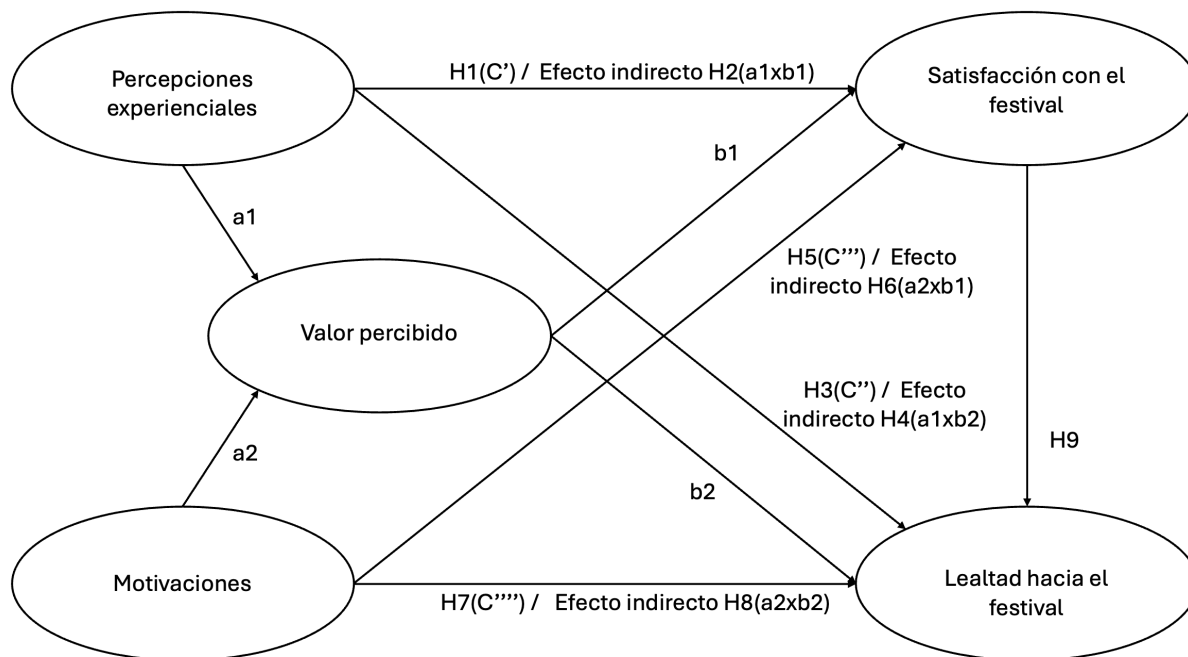 Percepciones
experienciales
H1(C’) /  Efecto indirecto H2(a1xb1)
Satisfacción con el
festival
b1
a1
H5(C’’’) /  Efecto
indirecto H6(a2xb1)
Valor percibido
H3(C’’) /  Efecto
indirecto H4(a1xb2)
H9
a2
b2
Motivaciones
H7(C’’’’) /   Efecto indirecto H8(a2xb2)
Lealtad hacia el
festival